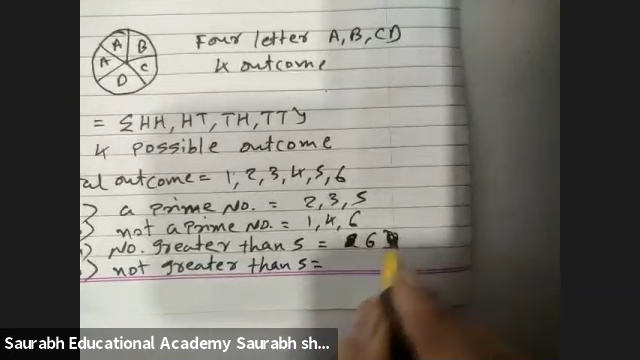 A B
A C
D
Four letter A, B, CD
4 outcome
= {HH, HT, TH, TT}
4 possible outcome
al outcome = 1, 2, 3, 4, 5, 6
) a prime No. = 2, 3, 5
) not a prime No. = 1, 4, 6
) No. greater than 5 = 6
) not greater than 5 =
Saurabh Educational Academy Saurabh sh...